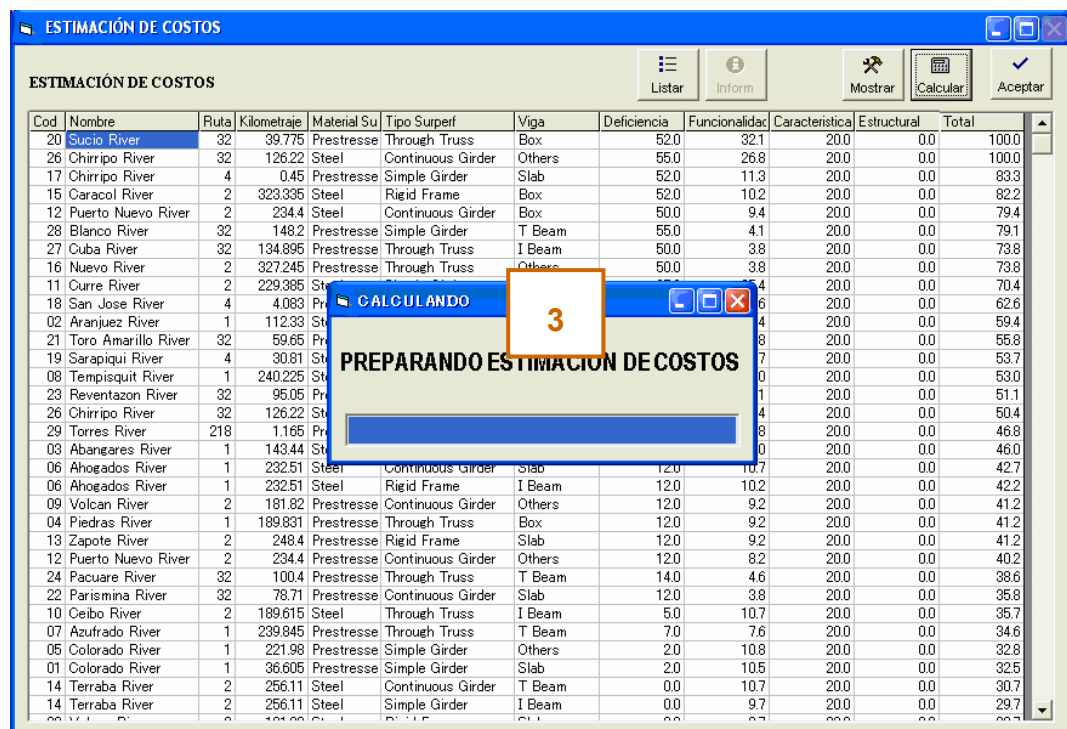 ESTIMACIÓN DE COSTOS
ESTIMACIÓN DE COSTOS
Listar Inform Mostrar Calcular Aceptar
Cod Nombre Ruta Kilometraje Material Su Tipo Surperf Viga Deficiencia Funcionalidac Caracteristica Estructural Total
20 Sucio River 32 39.775 Prestresse Through Truss Box 52.0 32.1 20.0 0.0 100.0
26 Chirripo River 32 126.22 Steel Continuous Girder Others 55.0 26.8 20.0 0.0 100.0
17 Chirripo River 4 0.45 Prestresse Simple Girder Slab 52.0 11.3 20.0 0.0 83.3
15 Caracol River 2 323.335 Steel Rigid Frame Box 52.0 10.2 20.0 0.0 82.2
12 Puerto Nuevo River 2 234.4 Steel Continuous Girder Box 50.0 9.4 20.0 0.0 79.4
28 Blanco River 32 148.2 Prestresse Simple Girder T Beam 55.0 4.1 20.0 0.0 79.1
27 Cuba River 32 134.895 Prestresse Through Truss I Beam 50.0 3.8 20.0 0.0 73.8
16 Nuevo River 2 327.245 Prestresse Through Truss Others 50.0 3.8 20.0 0.0 73.8
11 Curre River 2 229.385 4 20.0 0.0 70.4
18 San Jose River 4 4.083 6 20.0 0.0 62.6
02 Aranjuez River 1 112.33 4 20.0 0.0 59.4
21 Toro Amarillo River 32 59.65 8 20.0 0.0 55.8
19 Sarapiqui River 4 30.81 7 20.0 0.0 53.7
08 Tempisquit River 1 240.225 0 20.0 0.0 53.0
23 Reventazon River 32 95.05 1 20.0 0.0 51.1
26 Chirripo River 32 126.22 4 20.0 0.0 50.4
29 Torres River 218 1.165 8 20.0 0.0 46.8
03 Abangares River 1 143.44 0 20.0 0.0 46.0
06 Ahogados River 1 232.51 Steel Continuous Girder Slab 12.0 10.7 20.0 0.0 42.7
06 Ahogados River 1 232.51 Steel Rigid Frame I Beam 12.0 10.2 20.0 0.0 42.2
09 Volcan River 2 181.82 Prestresse Continuous Girder Others 12.0 9.2 20.0 0.0 41.2
04 Piedras River 1 189.831 Prestresse Through Truss Box 12.0 9.2 20.0 0.0 41.2
13 Zapote River 2 248.4 Prestresse Rigid Frame Slab 12.0 9.2 20.0 0.0 41.2
12 Puerto Nuevo River 2 234.4 Prestresse Continuous Girder Others 12.0 8.2 20.0 0.0 40.2
24 Pacuare River 32 100.4 Prestresse Through Truss T Beam 14.0 4.6 20.0 0.0 38.6
22 Parismina River 32 78.71 Prestresse Continuous Girder Slab 12.0 3.8 20.0 0.0 35.8
10 Ceibo River 2 189.615 Steel Through Truss I Beam 5.0 10.7 20.0 0.0 35.7
07 Azufrado River 1 239.845 Prestresse Through Truss T Beam 7.0 7.6 20.0 0.0 34.6
05 Colorado River 1 221.98 Prestresse Simple Girder Others 2.0 10.8 20.0 0.0 32.8
01 Colorado River 1 36.605 Prestresse Simple Girder Slab 2.0 10.5 20.0 0.0 32.5
14 Terraba River 2 256.11 Steel Continuous Girder T Beam 0.0 10.7 20.0 0.0 30.7
14 Terraba River 2 256.11 Steel Simple Girder I Beam 0.0 9.7 20.0 0.0 29.7
CALCULANDO
3
PREPARANDO ESTIMACION DE COSTOS